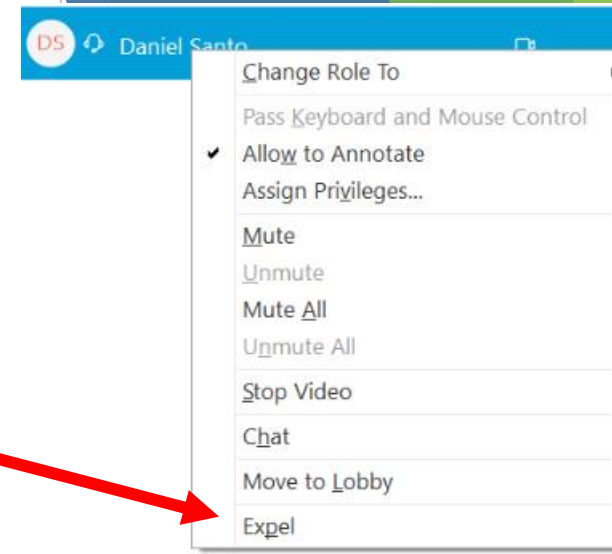 DS Daniel Santo
Change Role To
Pass Keyboard and Mouse Control
Allow to Annotate
Assign Privileges...
Mute
Unmute
Mute All
Unmute All
Stop Video
Chat
Move to Lobby
Expel